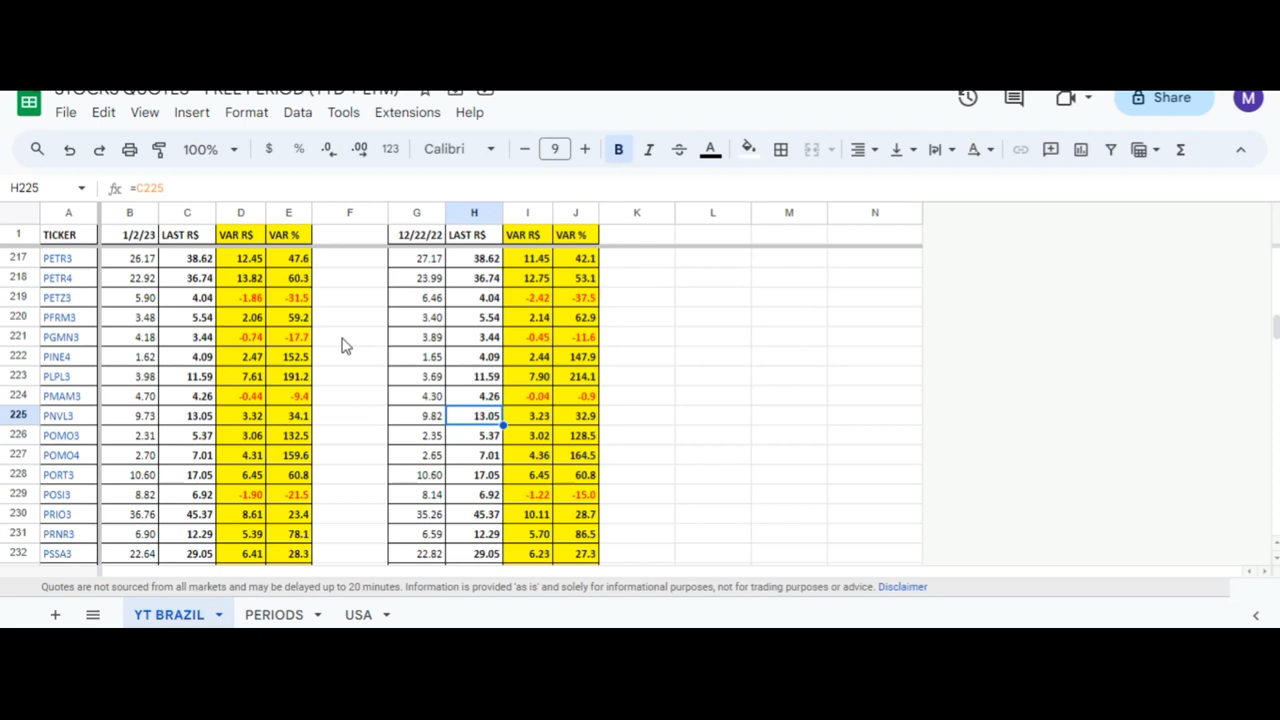 STOCKS QUOTES - FREE PERIOD (YTD + LTM)
File Edit View Insert Format Data Tools Extensions Help
Share M
100% $ % .0 .00 123 Calibri 9 B I A Σ
H225 fx =C225
A B C D E F G H I J K L M N
1 TICKER 1/2/23 LAST R$ VAR R$ VAR % 12/22/22 LAST R$ VAR R$ VAR %
217 PETR3 26.17 38.62 12.45 47.6 27.17 38.62 11.45 42.1
218 PETR4 22.92 36.74 13.82 60.3 23.99 36.74 12.75 53.1
219 PETZ3 5.90 4.04 -1.86 -31.5 6.46 4.04 -2.42 -37.5
220 PFRM3 3.48 5.54 2.06 59.2 3.40 5.54 2.14 62.9
221 PGMN3 4.18 3.44 -0.74 -17.7 3.89 3.44 -0.45 -11.6
222 PINE4 1.62 4.09 2.47 152.5 1.65 4.09 2.44 147.9
223 PLPL3 3.98 11.59 7.61 191.2 3.69 11.59 7.90 214.1
224 PMAM3 4.70 4.26 -0.44 -9.4 4.30 4.26 -0.04 -0.9
225 PNVL3 9.73 13.05 3.32 34.1 9.82 13.05 3.23 32.9
226 POMO3 2.31 5.37 3.06 132.5 2.35 5.37 3.02 128.5
227 POMO4 2.70 7.01 4.31 159.6 2.65 7.01 4.36 164.5
228 PORT3 10.60 17.05 6.45 60.8 10.60 17.05 6.45 60.8
229 POSI3 8.82 6.92 -1.90 -21.5 8.14 6.92 -1.22 -15.0
230 PRIO3 36.76 45.37 8.61 23.4 35.26 45.37 10.11 28.7
231 PRNR3 6.90 12.29 5.39 78.1 6.59 12.29 5.70 86.5
232 PSSA3 22.64 29.05 6.41 28.3 22.82 29.05 6.23 27.3
Quotes are not sourced from all markets and may be delayed up to 20 minutes. Information is provided 'as is' and solely for informational purposes, not for trading purposes or advice. Disclaimer
YT BRAZIL PERIODS USA